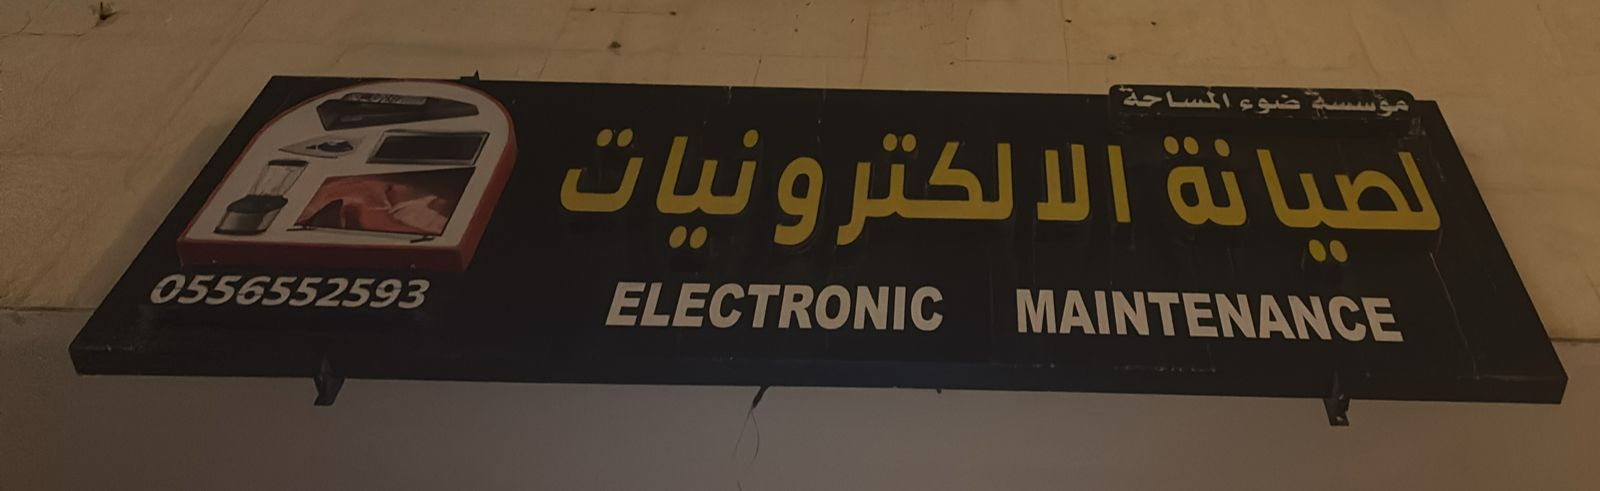 مؤسسة ضوء المساحة
لصيانة الالكترونيات
ELECTRONIC MAINTENANCE
0556552593